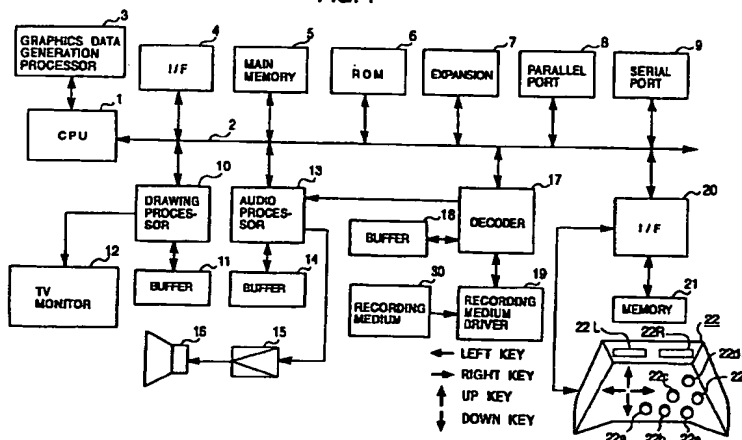 3
GRAPHICS DATA
GENERATION
PROCESSOR
4
I/F
5
MAIN
MEMORY
6
ROM
7
EXPANSION
8
PARALLEL
PORT
9
SERIAL
PORT
1
CPU
2
10
DRAWING
PROCES-
SOR
13
AUDIO
PROCES-
SOR
17
DECODER
18
BUFFER
20
I/F
12
TV
MONITOR
11
BUFFER
14
BUFFER
30
RECORDING
MEDIUM
19
RECORDING
MEDIUM
DRIVER
21
MEMORY
16
15
LEFT KEY
RIGHT KEY
UP KEY
DOWN KEY
22L
22R
22
22d
22c
22a
22b